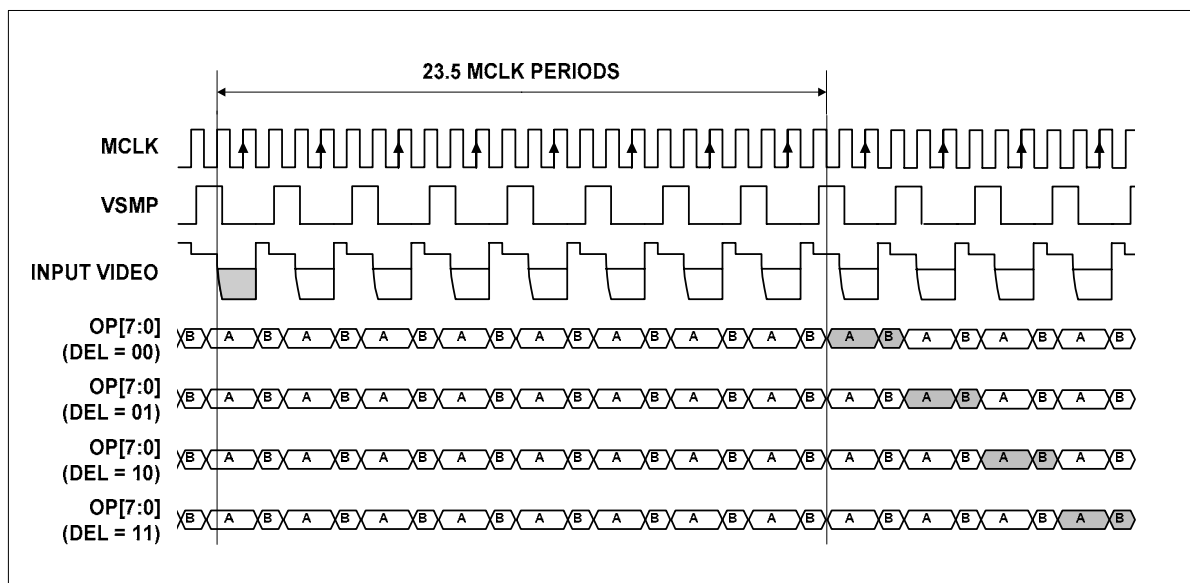 23.5 MCLK PERIODS
MCLK
VSMP
INPUT VIDEO
OP[7:0]
(DEL = 00)
B A B A B A B A B A B A B A B A B A B A B A B A B
OP[7:0]
(DEL = 01)
B A B A B A B A B A B A B A B A B A B A B A B A B
OP[7:0]
(DEL = 10)
B A B A B A B A B A B A B A B A B A B A B A B A B
OP[7:0]
(DEL = 11)
B A B A B A B A B A B A B A B A B A B A B A B A B